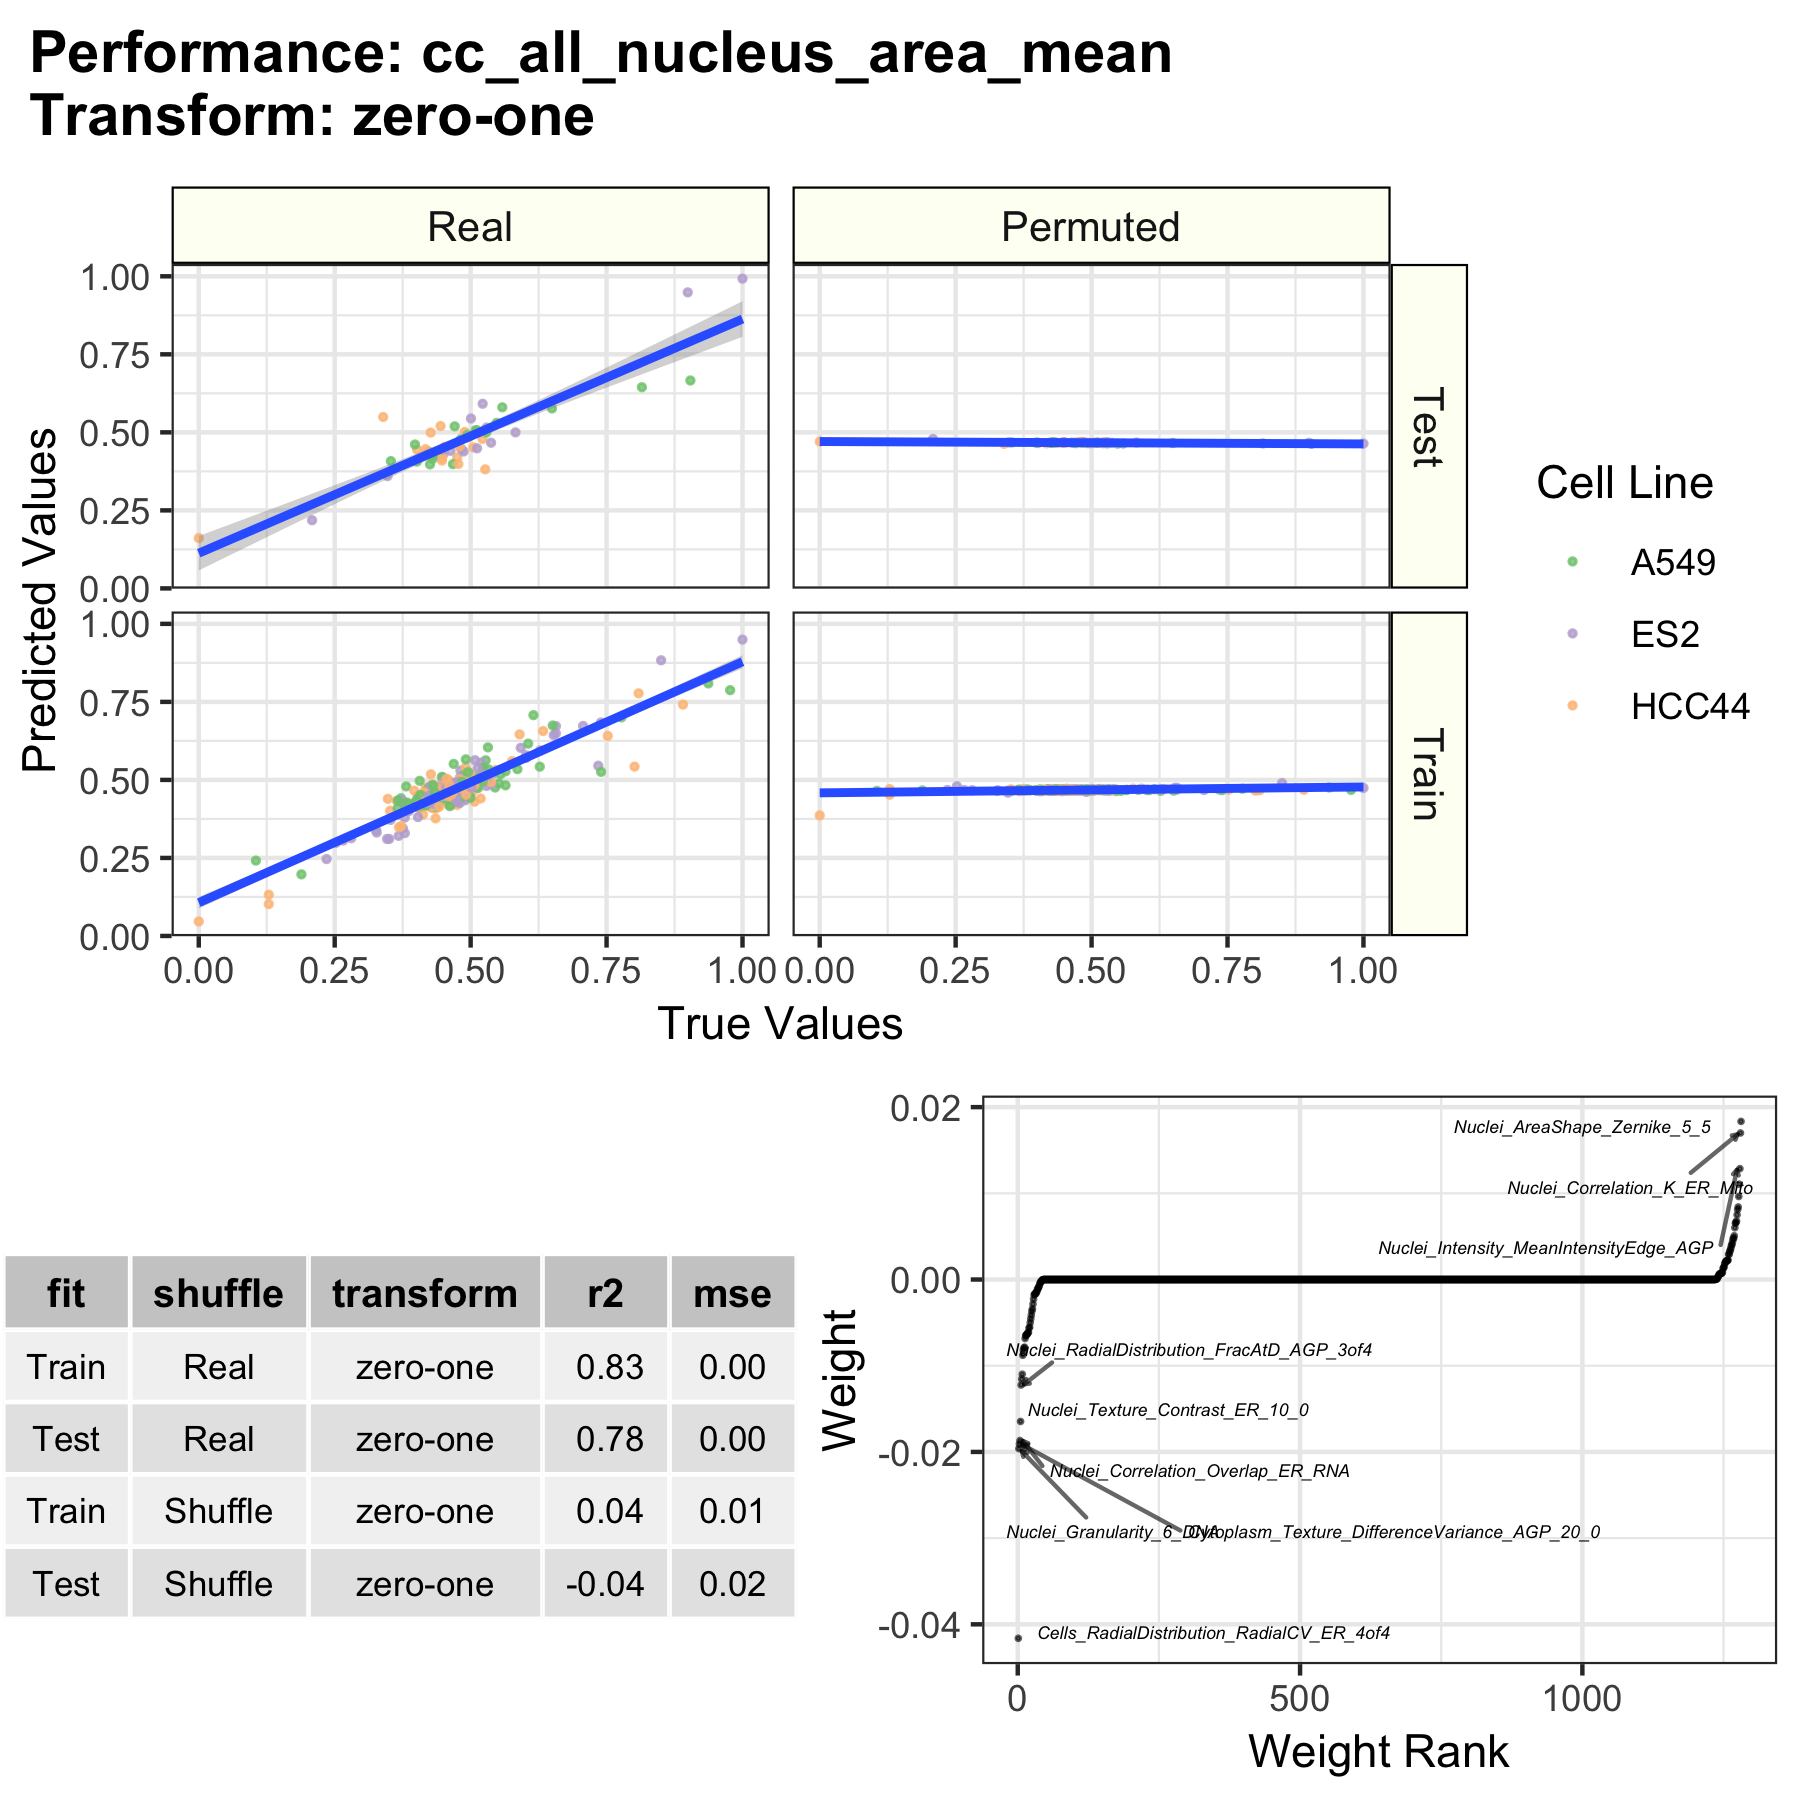 Performance: cc_all_nucleus_area_mean
Transform: zero-one
Real
Permuted
1.00
0.75
0.50
0.25
0.00
Test
1.00
0.75
0.50
0.25
0.00
Train
Predicted Values
0.00 0.25 0.50 0.75 1.00
0.00 0.25 0.50 0.75 1.00
True Values
Cell Line
A549
ES2
HCC44
fit shuffle transform r2 mse
Train Real zero-one 0.83 0.00
Test Real zero-one 0.78 0.00
Train Shuffle zero-one 0.04 0.01
Test Shuffle zero-one -0.04 0.02
0.02
0.00
-0.02
-0.04
Weight
Nuclei_AreaShape_Zernike_5_5
Nuclei_Correlation_K_ER_Mito
Nuclei_Intensity_MeanIntensityEdge_AGP
Nuclei_RadialDistribution_FracAtD_AGP_3of4
Nuclei_Texture_Contrast_ER_10_0
Nuclei_Correlation_Overlap_ER_RNA
Nuclei_Granularity_6_DNA
Cytoplasm_Texture_DifferenceVariance_AGP_20_0
Cells_RadialDistribution_RadialCV_ER_4of4
0 500 1000
Weight Rank